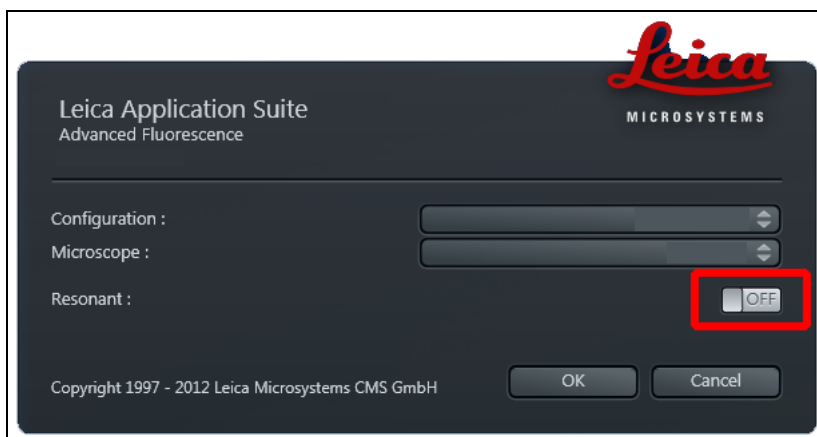 Leica
MICROSYSTEMS
Leica Application Suite
Advanced Fluorescence
Configuration :
Microscope :
Resonant :
OFF
Copyright 1997 - 2012 Leica Microsystems CMS GmbH
OK
Cancel